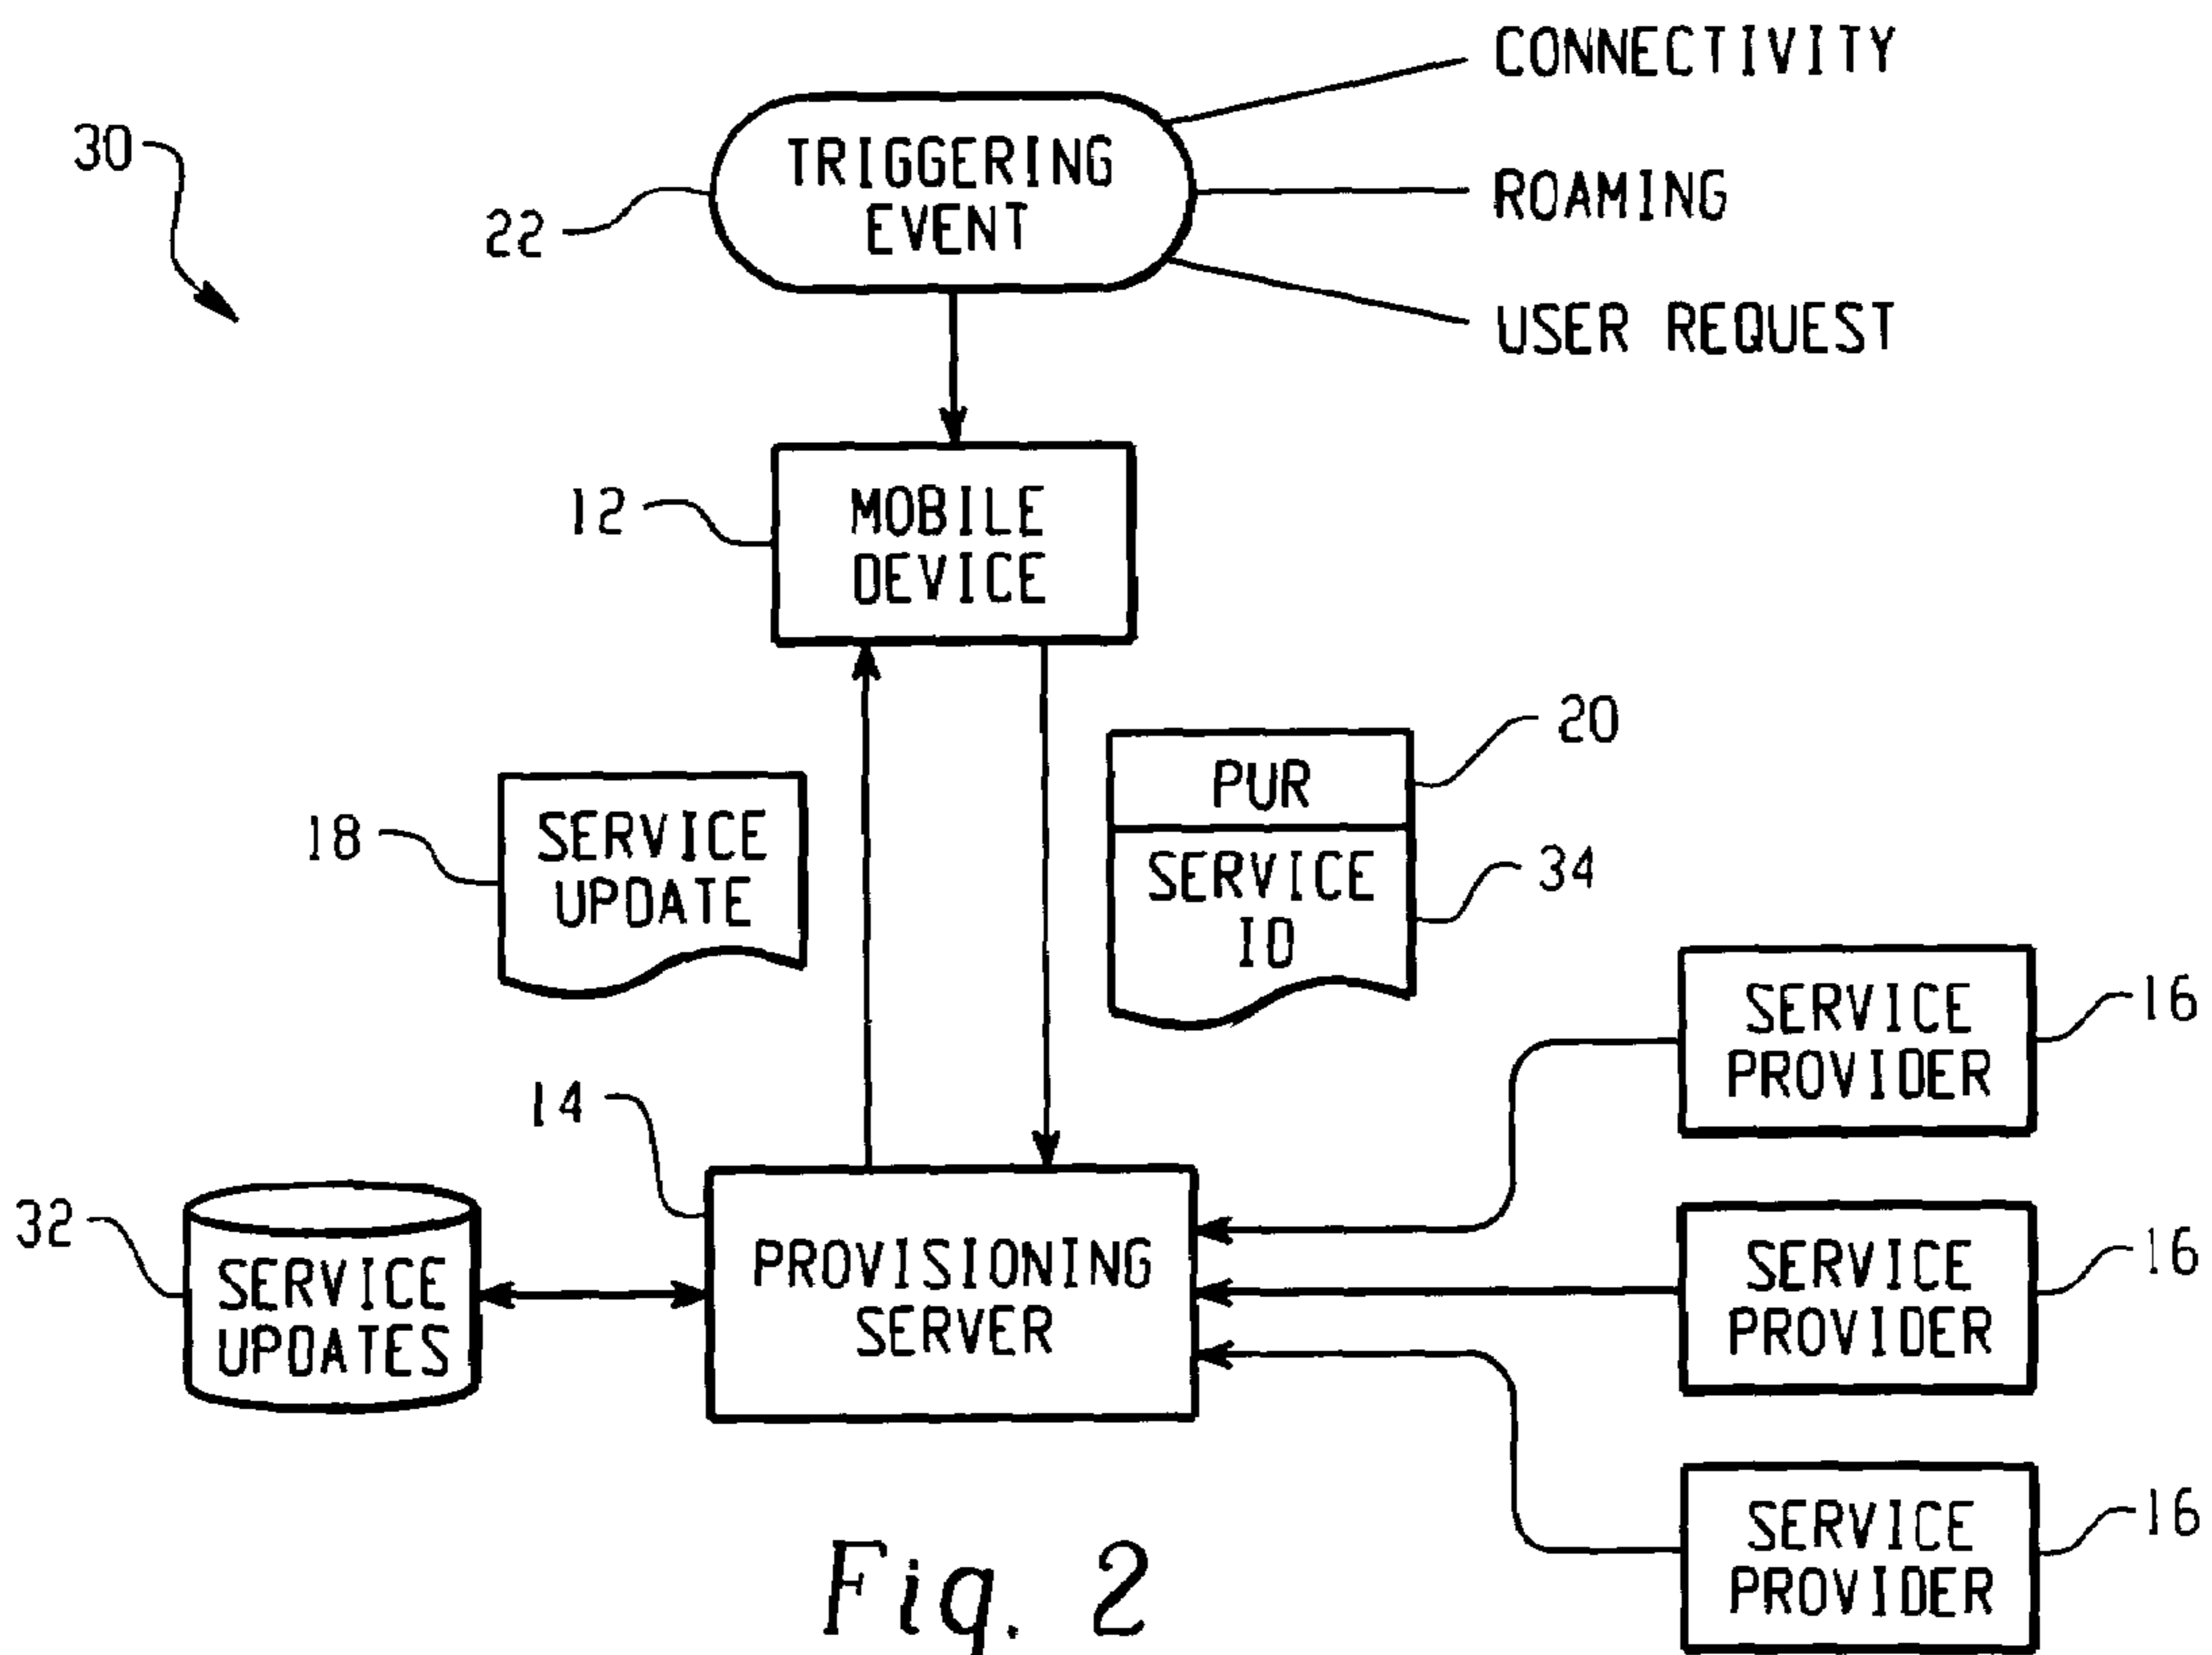 CONNECTIVITY
30
TRIGGERING
EVENT
22
ROAMING
USER REQUEST
12
MOBILE
DEVICE
20
PUR
18
SERVICE
UPDATE
SERVICE
ID
34
SERVICE
PROVIDER
16
14
32
SERVICE
UPDATES
PROVISIONING
SERVER
SERVICE
PROVIDER
16
SERVICE
PROVIDER
16
Fig. 2